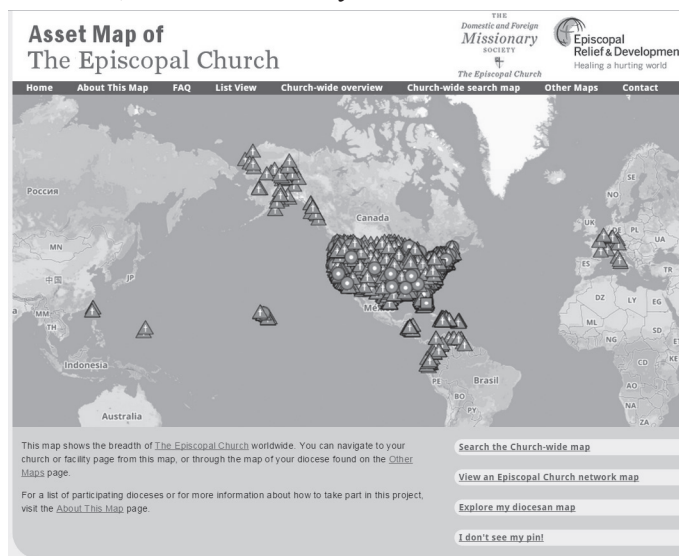 Asset Map of
The Episcopal Church
THE
Domestic and Foreign
Missionary
SOCIETY
The Episcopal Church
Episcopal
Relief & Developmen
Healing a hurting world
Home About This Map FAQ List View Church-wide overview Church-wide search map Other Maps Contact
Россия
Canada
SE
NO
UK
DE
PL
UA
ES
TR
MN
中国
JP
a
MM
TH
Indonesia
Australia
PE
Brasil
BO
PY
DZ
LY
EG
ML
SD
NG
ET
CD
KE
AO
NA
ZA
This map shows the breadth of The Episcopal Church worldwide. You can navigate to your
church or facility page from this map, or through the map of your diocese found on the Other
Maps page.
For a list of participating dioceses or for more information about how to take part in this project,
visit the About This Map page.
Search the Church-wide map
View an Episcopal Church network map
Explore my diocesan map
I don't see my pin!